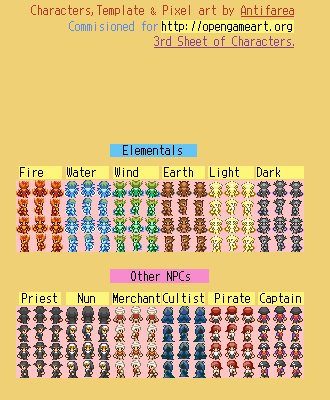 Characters, Template & Pixel art by Antifarea
Commisioned for http://opengameart.org
3rd Sheet of Characters.
Elementals
Fire Water Wind Earth Light Dark
Other NPCs
Priest Nun Merchant Cultist Pirate Captain